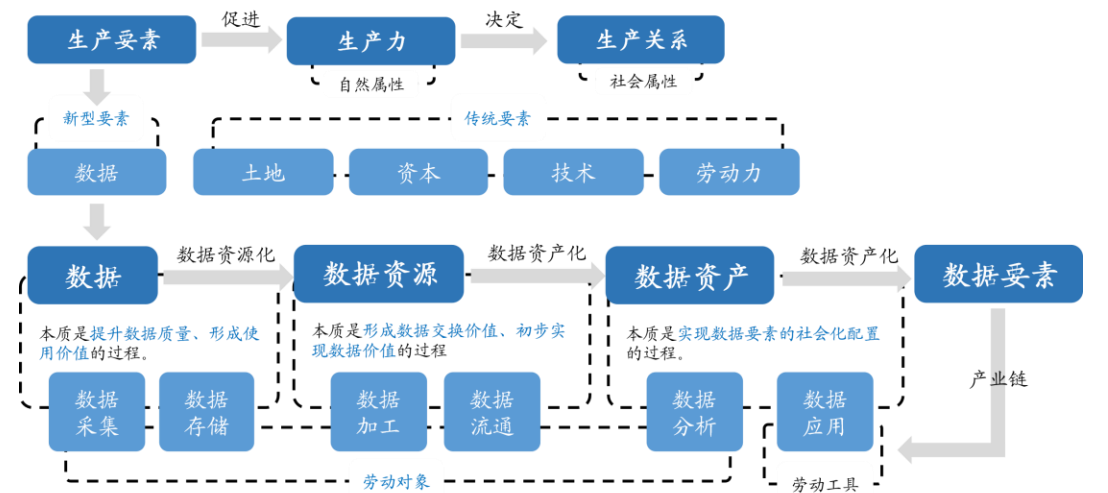 促进
决定
生产要素
生产力
生产关系
自然属性
社会属性
新型要素
传统要素
数据
土地
资本
技术
劳动力
数据
数据资源化
数据资源
数据资产化
数据资产
数据资产化
数据要素
本质是提升数据质量、形成使
用价值的过程。
本质是形成数据交换价值、初步实
现数据价值的过程
本质是实现数据要素的社会化配置
的过程。
产业链
数据
采集
数据
存储
数据
加工
数据
流通
数据
分析
数据
应用
劳动对象
劳动工具